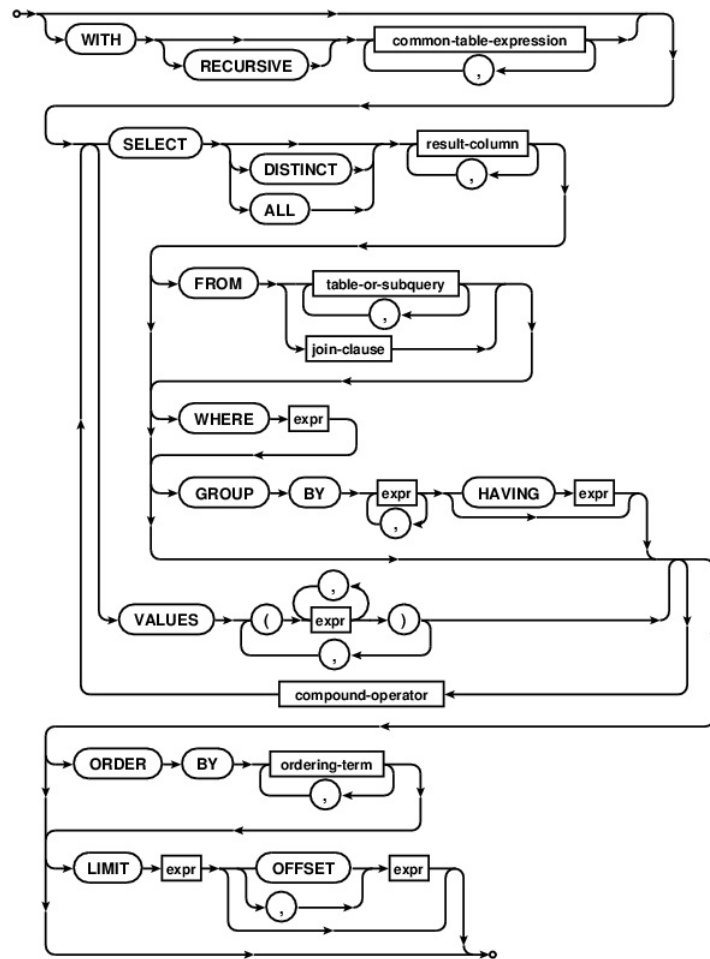 WITH common-table-expression
RECURSIVE ,
SELECT result-column
DISTINCT ,
ALL
FROM table-or-subquery
,
join-clause
WHERE expr
GROUP BY expr HAVING expr
,
,
VALUES ( expr )
,
compound-operator
ORDER BY ordering-term
,
LIMIT expr OFFSET expr
,